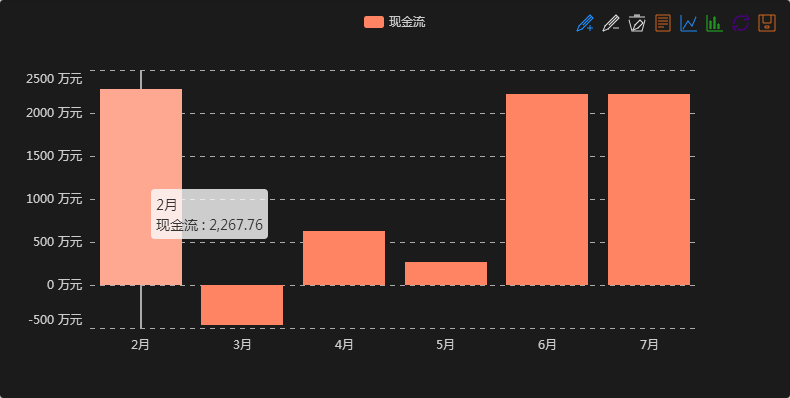 现金流
2500 万元
2000 万元
1500 万元
1000 万元
500 万元
0 万元
-500 万元
2月
现金流 : 2,267.76
2月 3月 4月 5月 6月 7月